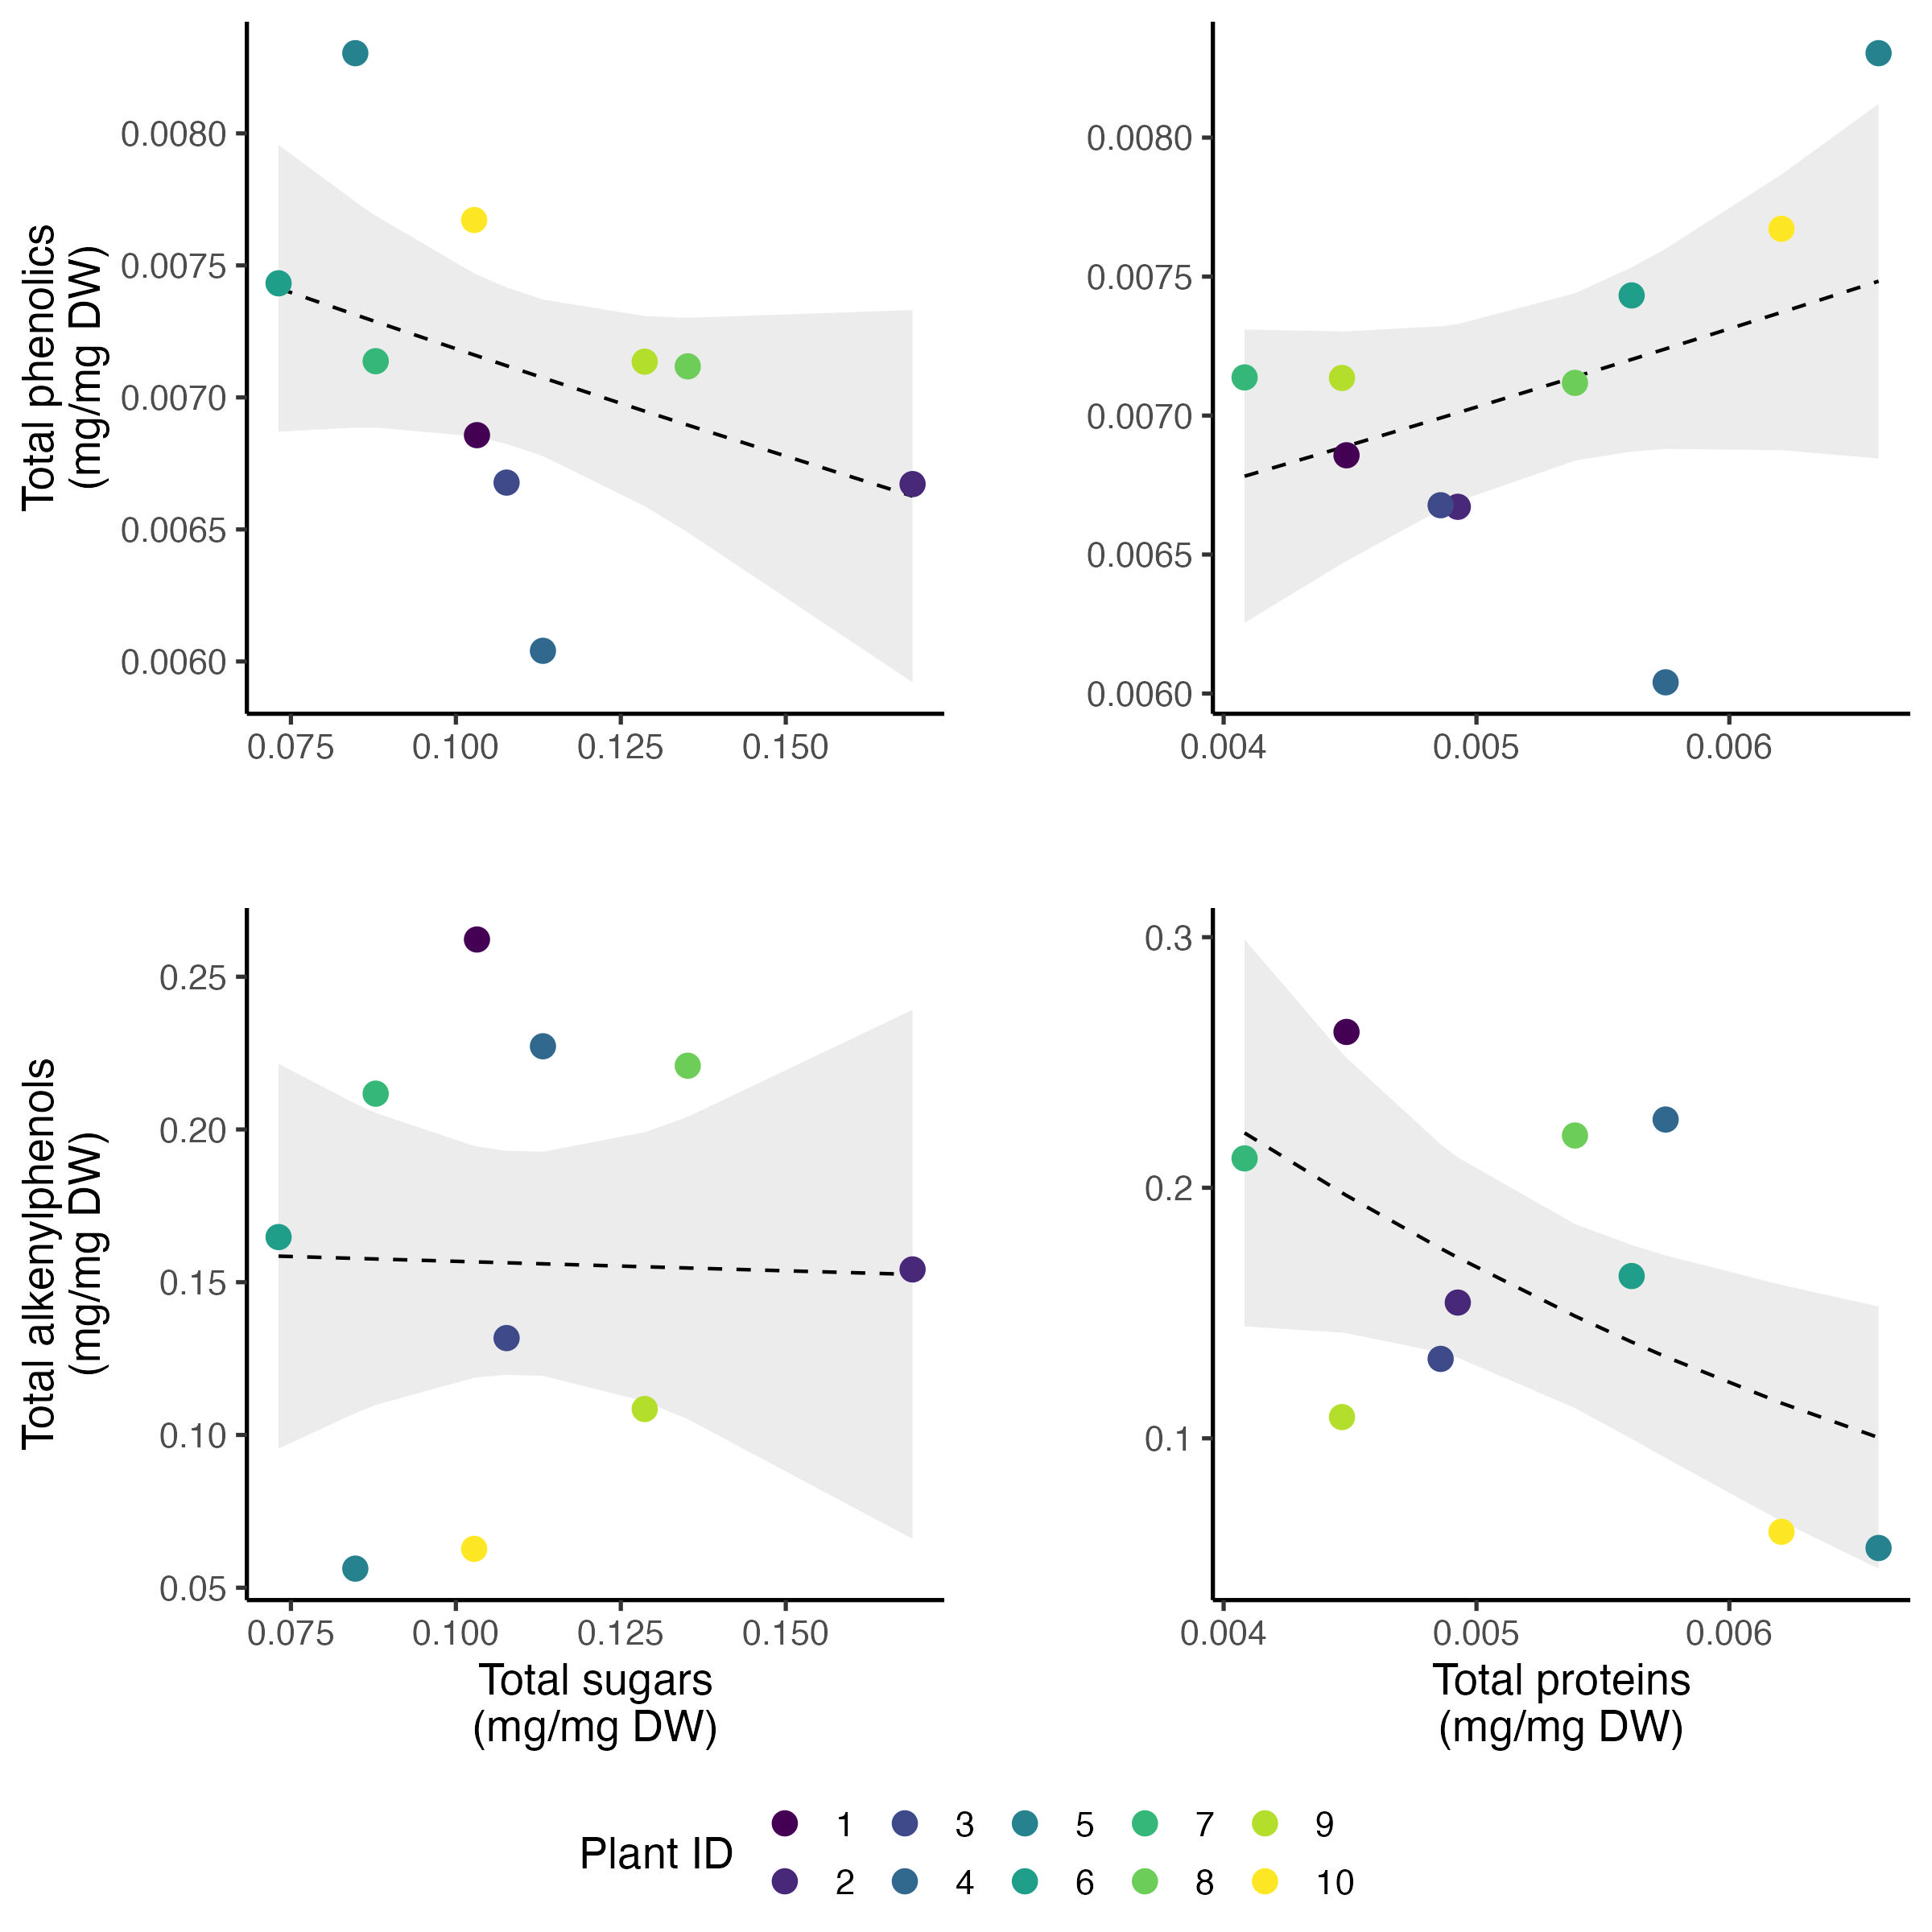 Total phenolics
(mg/mg DW)
0.0080
0.0075
0.0070
0.0065
0.0060
0.075 0.100 0.125 0.150
0.0080
0.0075
0.0070
0.0065
0.0060
0.004 0.005 0.006
Total alkenylphenols
(mg/mg DW)
0.25
0.20
0.15
0.10
0.05
0.075 0.100 0.125 0.150
Total sugars
(mg/mg DW)
0.3
0.2
0.1
0.004 0.005 0.006
Total proteins
(mg/mg DW)
Plant ID
1 3 5 7 9
2 4 6 8 10